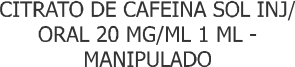 CITRATO DE CAFEINA SOL INJ/
ORAL 20 MG/ML 1 ML -
MANIPULADO